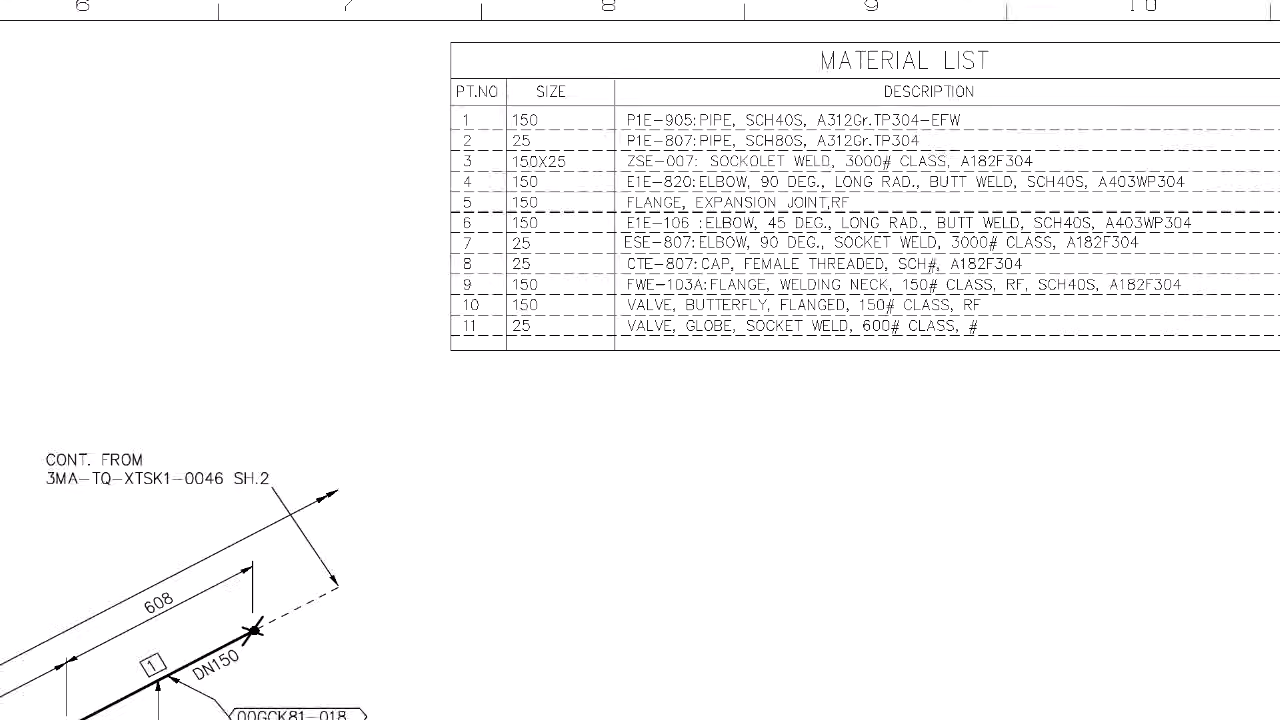 6 7 8 9 10
MATERIAL LIST
PT.NO SIZE DESCRIPTION
1 150 P1E-905:PIPE, SCH40S, A312Gr.TP304-EFW
2 25 P1E-807:PIPE, SCH80S, A312Gr.TP304
3 150X25 ZSE-007: SOCKOLET WELD, 3000# CLASS, A182F304
4 150 E1E-820:ELBOW, 90 DEG., LONG RAD., BUTT WELD, SCH40S, A403WP304
5 150 FLANGE, EXPANSION JOINT,RF
6 150 E1E-106 :ELBOW, 45 DEG., LONG RAD., BUTT WELD, SCH40S, A403WP304
7 25 ESE-807:ELBOW, 90 DEG., SOCKET WELD, 3000# CLASS, A182F304
8 25 CTE-807:CAP, FEMALE THREADED, SCH#, A182F304
9 150 FWE-103A:FLANGE, WELDING NECK, 150# CLASS, RF, SCH40S, A182F304
10 150 VALVE, BUTTERFLY, FLANGED, 150# CLASS, RF
11 25 VALVE, GLOBE, SOCKET WELD, 600# CLASS, #
CONT. FROM
3MA-TQ-XTSK1-0046 SH.2
608
1
DN150
00GCK81-018